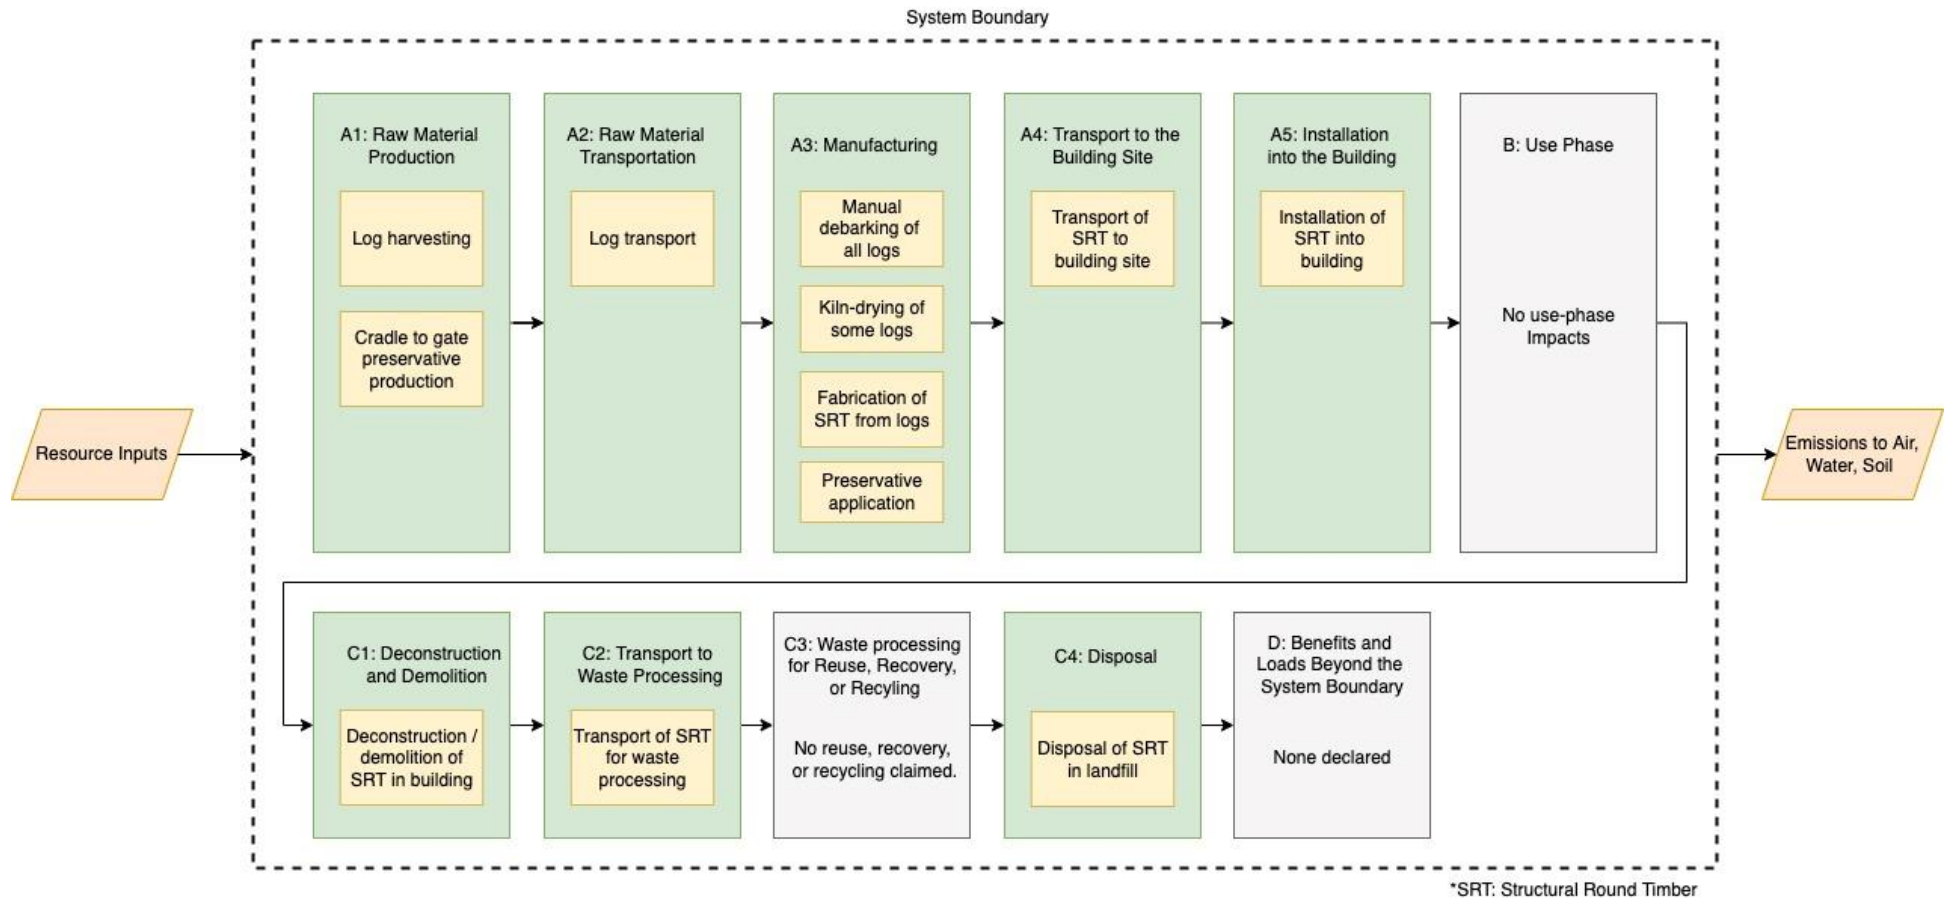 System Boundary
A1: Raw Material
Production
Log harvesting
Cradle to gate
preservative
production
A2: Raw Material
Transportation
Log transport
A3: Manufacturing
Manual
debarking of
all logs
Kiln-drying of
some logs
Fabrication of
SRT from logs
Preservative
application
A4: Transport to the
Building Site
Transport of
SRT to
building site
A5: Installation
into the Building
Installation of
SRT into
building
B: Use Phase
No use-phase
Impacts
Resource Inputs
Emissions to Air,
Water, Soil
C1: Deconstruction
and Demolition
Deconstruction /
demolition of
SRT in building
C2: Transport to
Waste Processing
Transport of SRT
for waste
processing
C3: Waste processing
for Reuse, Recovery,
or Recyling
No reuse, recovery,
or recycling claimed.
C4: Disposal
Disposal of SRT
in landfill
D: Benefits and
Loads Beyond the
System Boundary
None declared
*SRT: Structural Round Timber